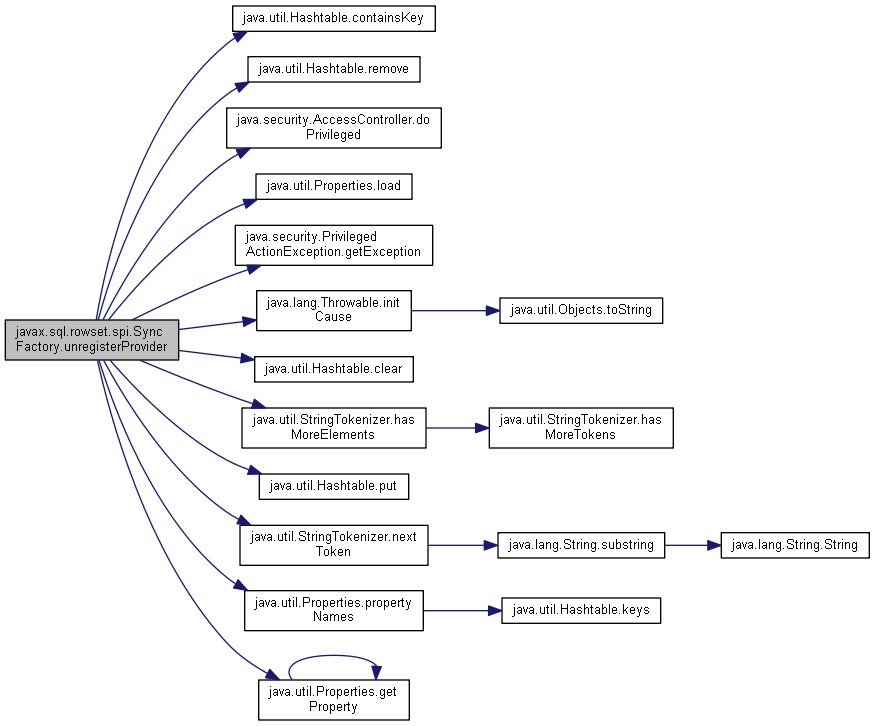 java.util.Hashtable.containsKey
java.util.Hashtable.remove
java.security.AccessController.do
Privileged
java.util.Properties.load
java.security.Privileged
ActionException.getException
java.lang.Throwable.init
Cause
java.util.Objects.toString
javax.sql.rowset.spi.Sync
Factory.unregisterProvider
java.util.Hashtable.clear
java.util.StringTokenizer.has
MoreElements
java.util.StringTokenizer.has
MoreTokens
java.util.Hashtable.put
java.util.StringTokenizer.next
Token
java.lang.String.substring
java.lang.String.String
java.util.Properties.property
Names
java.util.Hashtable.keys
java.util.Properties.get
Property